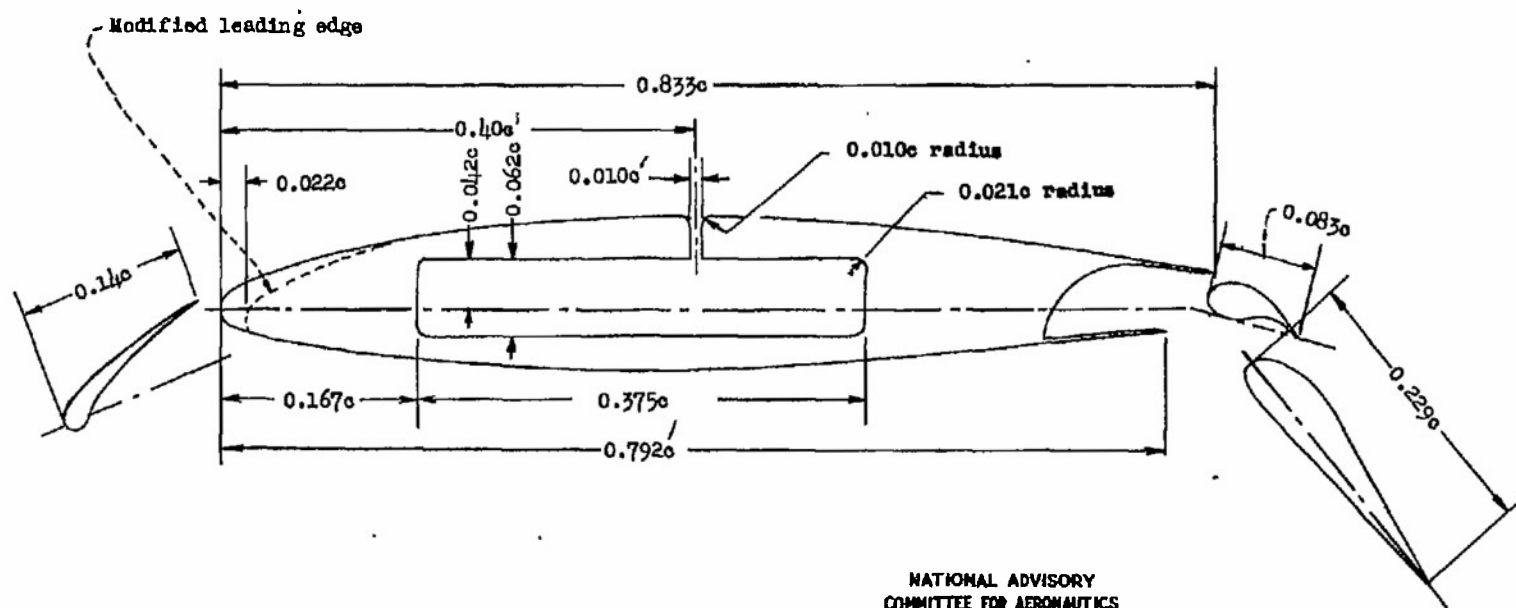 Modified leading edge
0.833c
0.40c
0.042c
0.062c
0.010c
0.010c radius
0.022c
0.021c radius
0.083c
0.14c
0.229c
0.167c
0.375c
0.792c
NATIONAL ADVISORY
COMMITTEE FOR AERONAUTICS